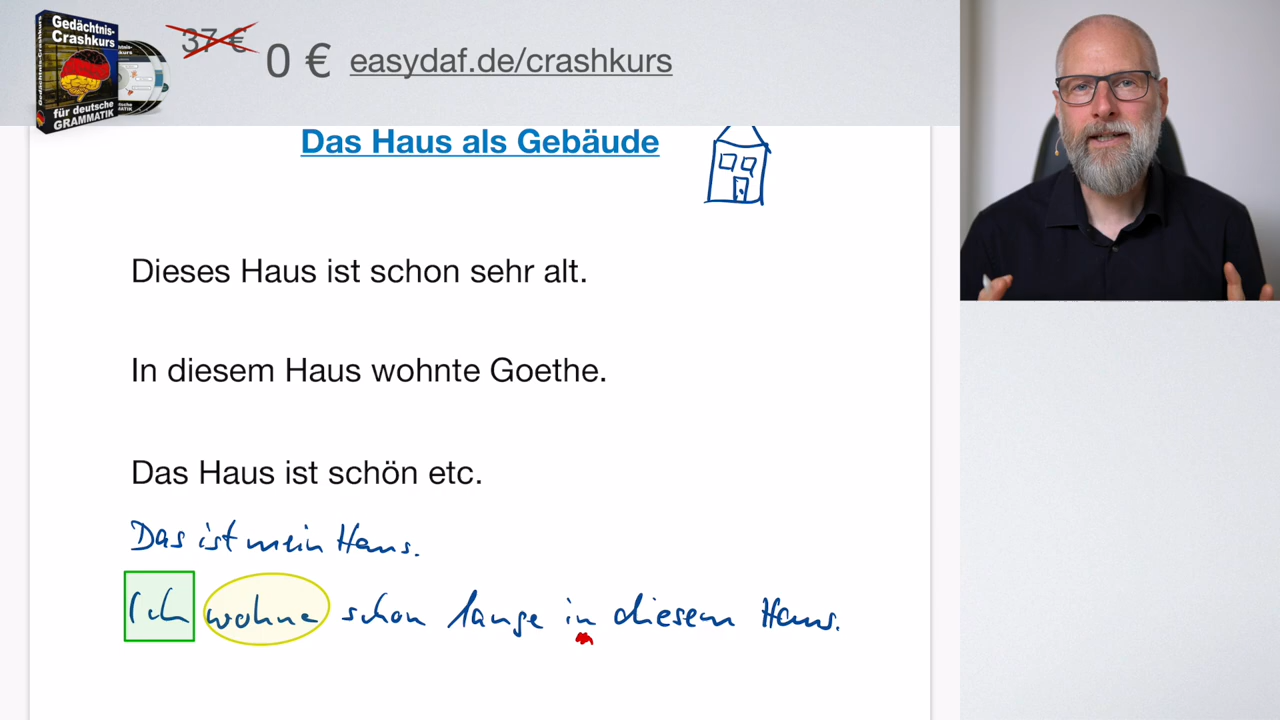 Gedächtnis-
Crashkurs
für deutsche
GRAMMATIK
37 €
0 € easydaf.de/crashkurs
Das Haus als Gebäude
Dieses Haus ist schon sehr alt.
In diesem Haus wohnte Goethe.
Das Haus ist schön etc.
Das ist mein Haus.
Ich wohne schon lange in diesem Haus.